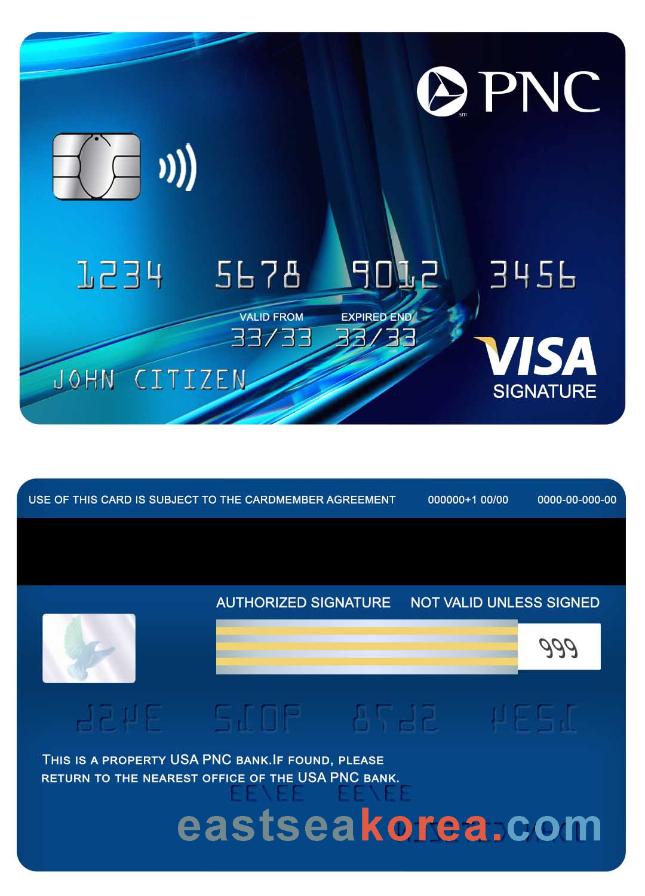 PNC
SM
1234 5678 9012 3456
VALID FROM EXPIRED END
33/33 33/33
JOHN CITIZEN
VISA
SIGNATURE
USE OF THIS CARD IS SUBJECT TO THE CARDMEMBER AGREEMENT 000000+1 00/00 0000-00-000-00
AUTHORIZED SIGNATURE NOT VALID UNLESS SIGNED
999
THIS IS A PROPERTY USA PNC BANK.IF FOUND, PLEASE
RETURN TO THE NEAREST OFFICE OF THE USA PNC BANK.
eastseakorea.com